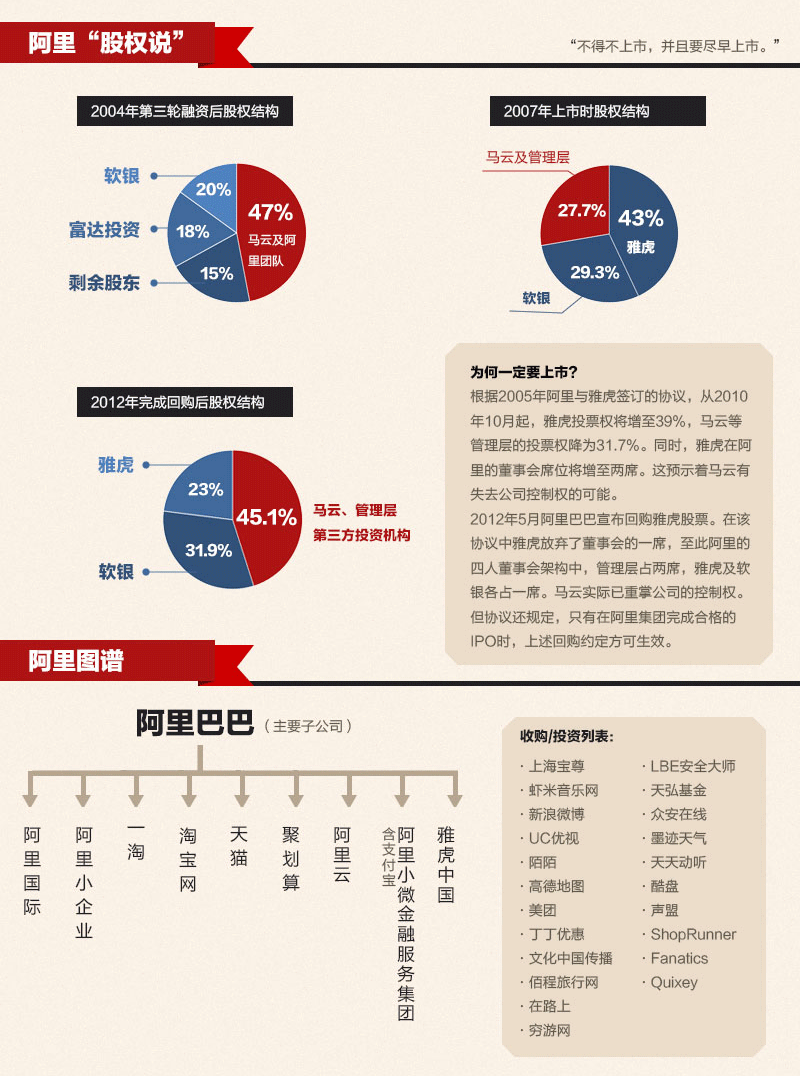 阿里“股权说”
“不得不上市，并且要尽早上市。”
2004年第三轮融资后股权结构
软银
富达投资
剩余股东
20%
18%
15%
47%
马云及阿
里团队
2007年上市时股权结构
马云及管理层
27.7%
43%
雅虎
29.3%
软银
2012年完成回购后股权结构
雅虎
软银
23%
31.9%
45.1%
马云、管理层
第三方投资机构
为何一定要上市?
根据2005年阿里与雅虎签订的协议，从2010
年10月起，雅虎投票权将增至39%，马云等
管理层的投票权降为31.7%。同时，雅虎在阿
里的董事会席位将增至两席。这预示着马云有
失去公司控制权的可能。
2012年5月阿里巴巴宣布回购雅虎股票。在该
协议中雅虎放弃了董事会的一席，至此阿里的
四人董事会架构中，管理层占两席，雅虎及软
银各占一席。马云实际已重掌公司的控制权。
但协议还规定，只有在阿里集团完成合格的
IPO时，上述回购约定方可生效。
阿里图谱
阿里巴巴（主要子公司）
阿里国际
阿里小企业
一淘
淘宝网
天猫
聚划算
阿里云
含支付宝
阿里小微金融服务集团
雅虎中国
收购/投资列表:
· 上海宝尊
· 虾米音乐网
· 新浪微博
· UC优视
· 陌陌
· 高德地图
· 美团
· 丁丁优惠
· 文化中国传播
· 佰程旅行网
· 在路上
· 穷游网
· LBE安全大师
· 天弘基金
· 众安在线
· 墨迹天气
· 天天动听
· 酷盘
· 声盟
· ShopRunner
· Fanatics
· Quixey